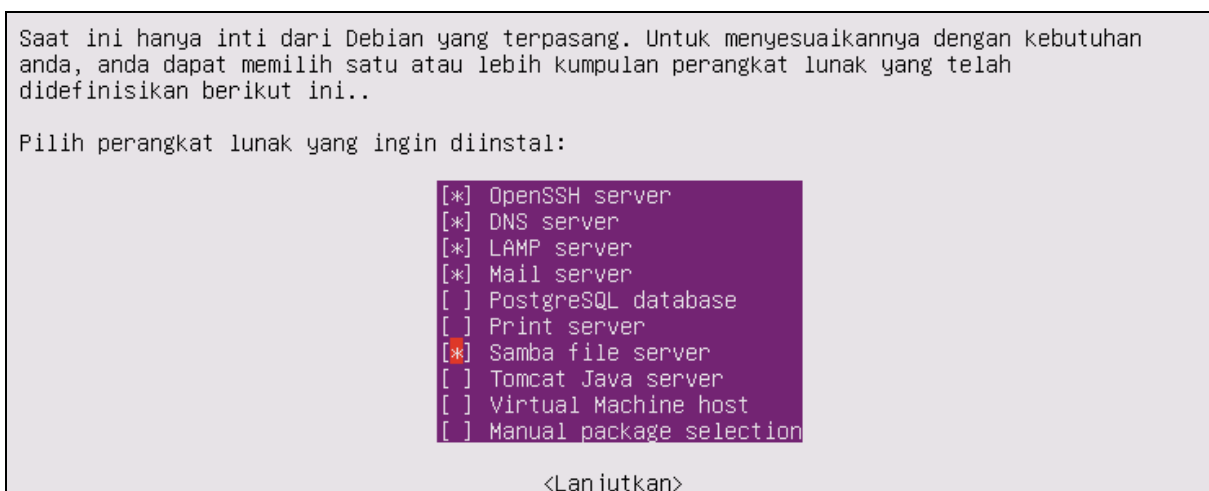 Saat ini hanya inti dari Debian yang terpasang. Untuk menyesuaikannya dengan kebutuhan
anda, anda dapat memilih satu atau lebih kumpulan perangkat lunak yang telah
didefinisikan berikut ini..
Pilih perangkat lunak yang ingin diinstal:
[*] OpenSSH server
[*] DNS server
[*] LAMP server
[*] Mail server
[ ] PostgreSQL database
[ ] Print server
[*] Samba file server
[ ] Tomcat Java server
[ ] Virtual Machine host
[ ] Manual package selection
<Lanjutkan>